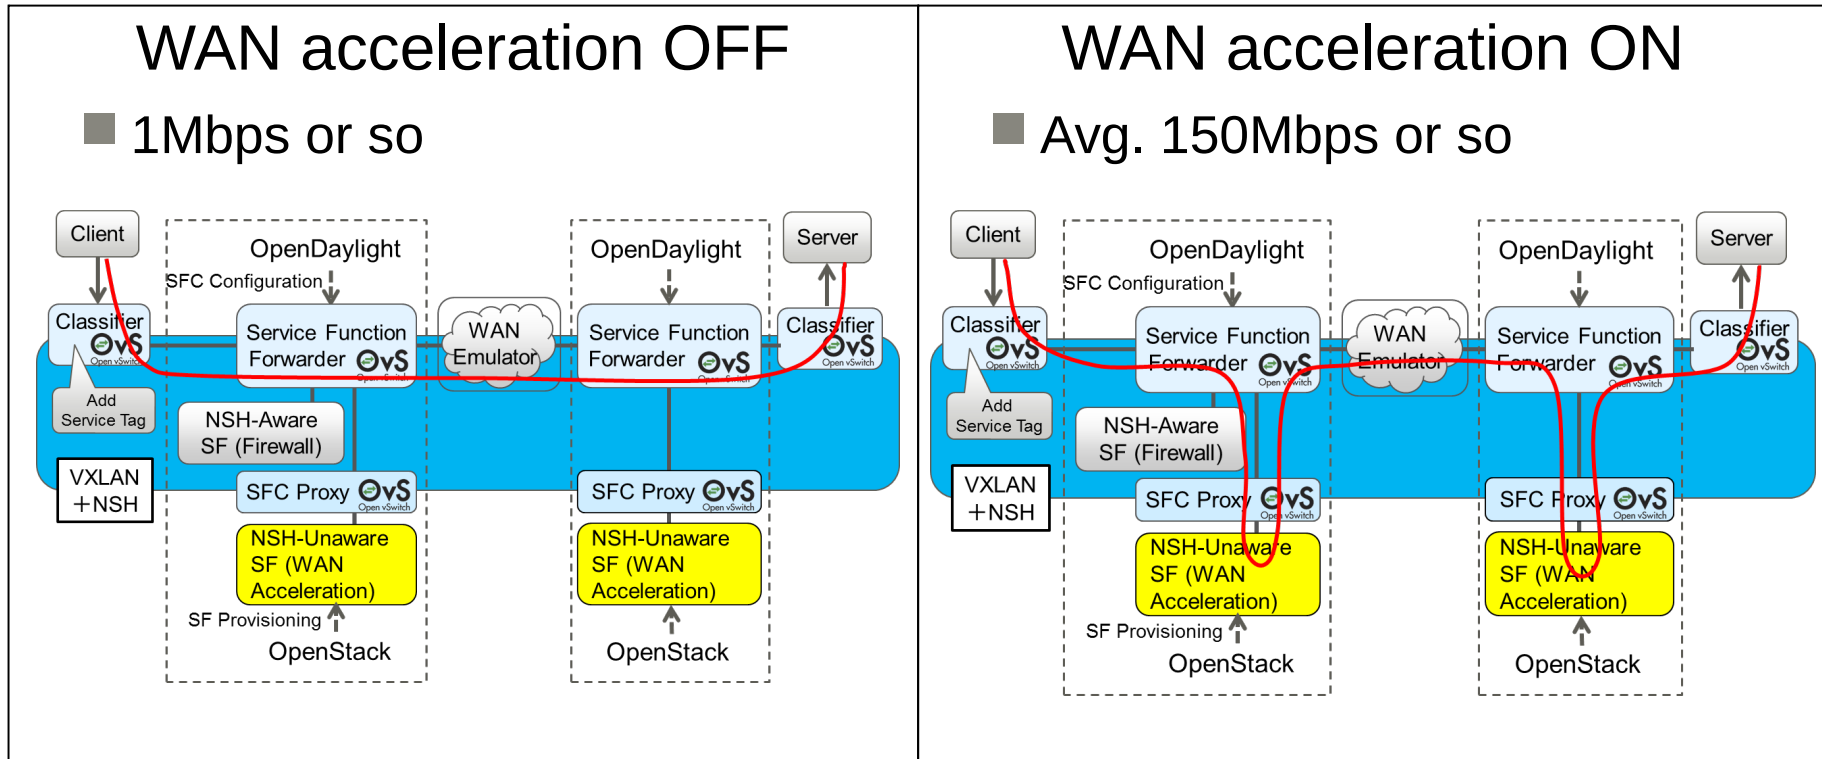 WAN acceleration OFF
1Mbps or so
Client
OpenDaylight
OpenDaylight
Server
SFC Configuration
Classifier
OvS
Open vSwitch
Service Function
Forwarder
OvS
Open vSwitch
WAN
Emulator
Service Function
Forwarder
OvS
Open vSwitch
Classifier
OvS
Open vSwitch
Add
Service Tag
NSH-Aware
SF (Firewall)
VXLAN
+NSH
SFC Proxy
OvS
Open vSwitch
SFC Proxy
OvS
Open vSwitch
NSH-Unaware
SF (WAN
Acceleration)
NSH-Unaware
SF (WAN
Acceleration)
SF Provisioning
OpenStack
OpenStack
WAN acceleration ON
Avg. 150Mbps or so
Client
OpenDaylight
OpenDaylight
Server
SFC Configuration
Classifier
OvS
Open vSwitch
Service Function
Forwarder
OvS
Open vSwitch
WAN
Emulator
Service Function
Forwarder
OvS
Open vSwitch
Classifier
OvS
Open vSwitch
Add
Service Tag
NSH-Aware
SF (Firewall)
VXLAN
+NSH
SFC Proxy
OvS
Open vSwitch
SFC Proxy
OvS
Open vSwitch
NSH-Unaware
SF (WAN
Acceleration)
NSH-Unaware
SF (WAN
Acceleration)
SF Provisioning
OpenStack
OpenStack